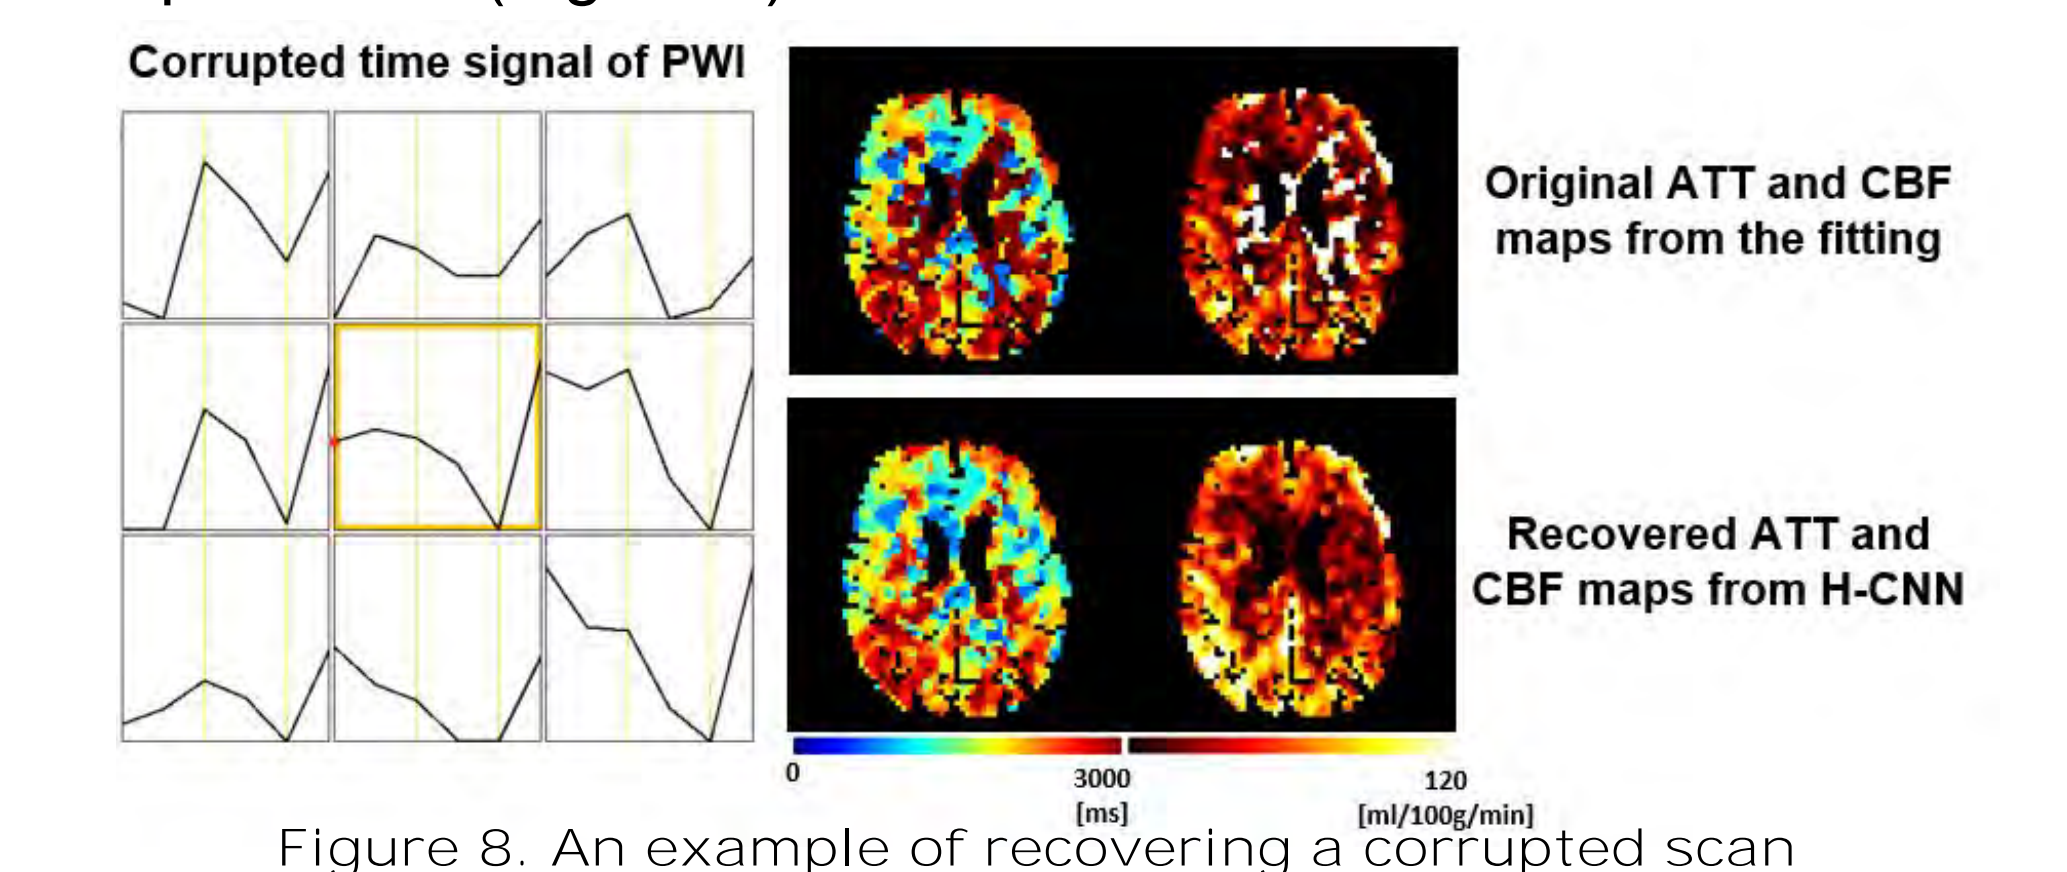 Corrupted time signal of PWI
Original ATT and CBF
maps from the fitting
Recovered ATT and
CBF maps from H-CNN
0
3000
[ms]
120
[ml/100g/min]
Figure 8. An example of recovering a corrupted scan